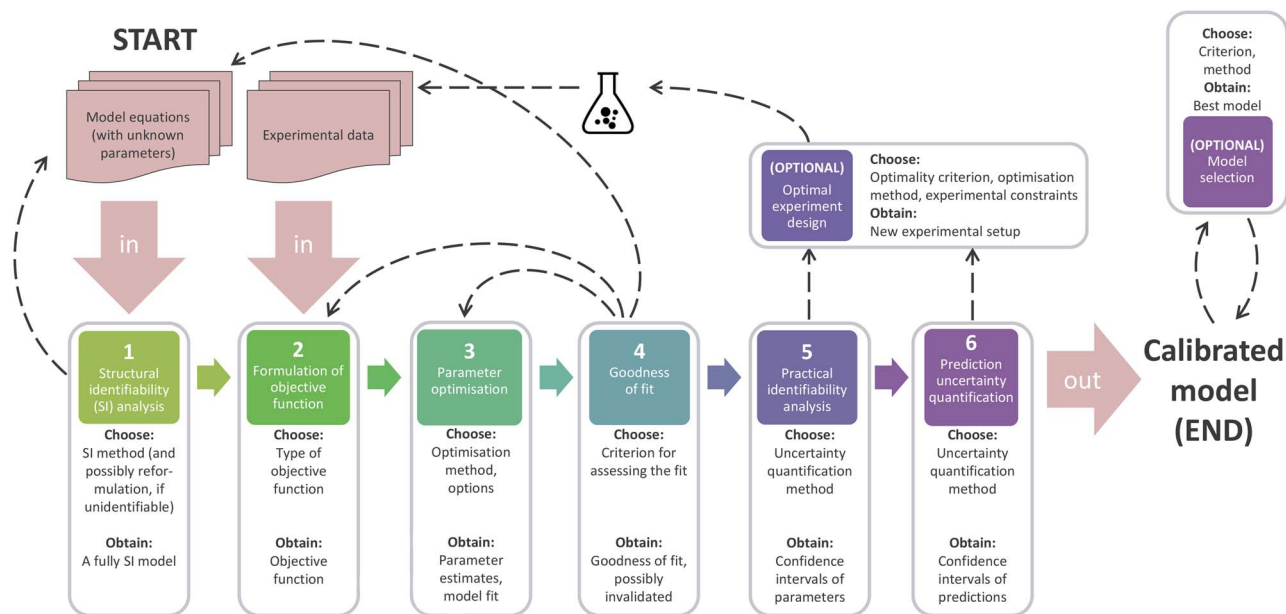 START
Model equations
(with unknown
parameters)
Experimental data
in
in
(OPTIONAL)
Optimal
experiment
design
Choose:
Optimality criterion, optimisation
method, experimental constraints
Obtain:
New experimental setup
Choose:
Criterion,
method
Obtain:
Best model
(OPTIONAL)
Model
selection
1
Structural
identifiability
(SI) analysis
Choose:
SI method (and
possibly refor-
mulation, if
unidentifiable)
Obtain:
A fully SI model
2
Formulation of
objective
function
Choose:
Type of
objective
function
Obtain:
Objective
function
3
Parameter
optimisation
Choose:
Optimisation
method,
options
Obtain:
Parameter
estimates,
model fit
4
Goodness
of fit
Choose:
Criterion for
assessing the fit
Obtain:
Goodness of fit,
possibly
invalidated
5
Practical
identifiability
analysis
Choose:
Uncertainty
quantification
method
Obtain:
Confidence
intervals of
parameters
6
Prediction
uncertainty
quantification
Choose:
Uncertainty
quantification
method
Obtain:
Confidence
intervals of
predictions
out
Calibrated
model
(END)